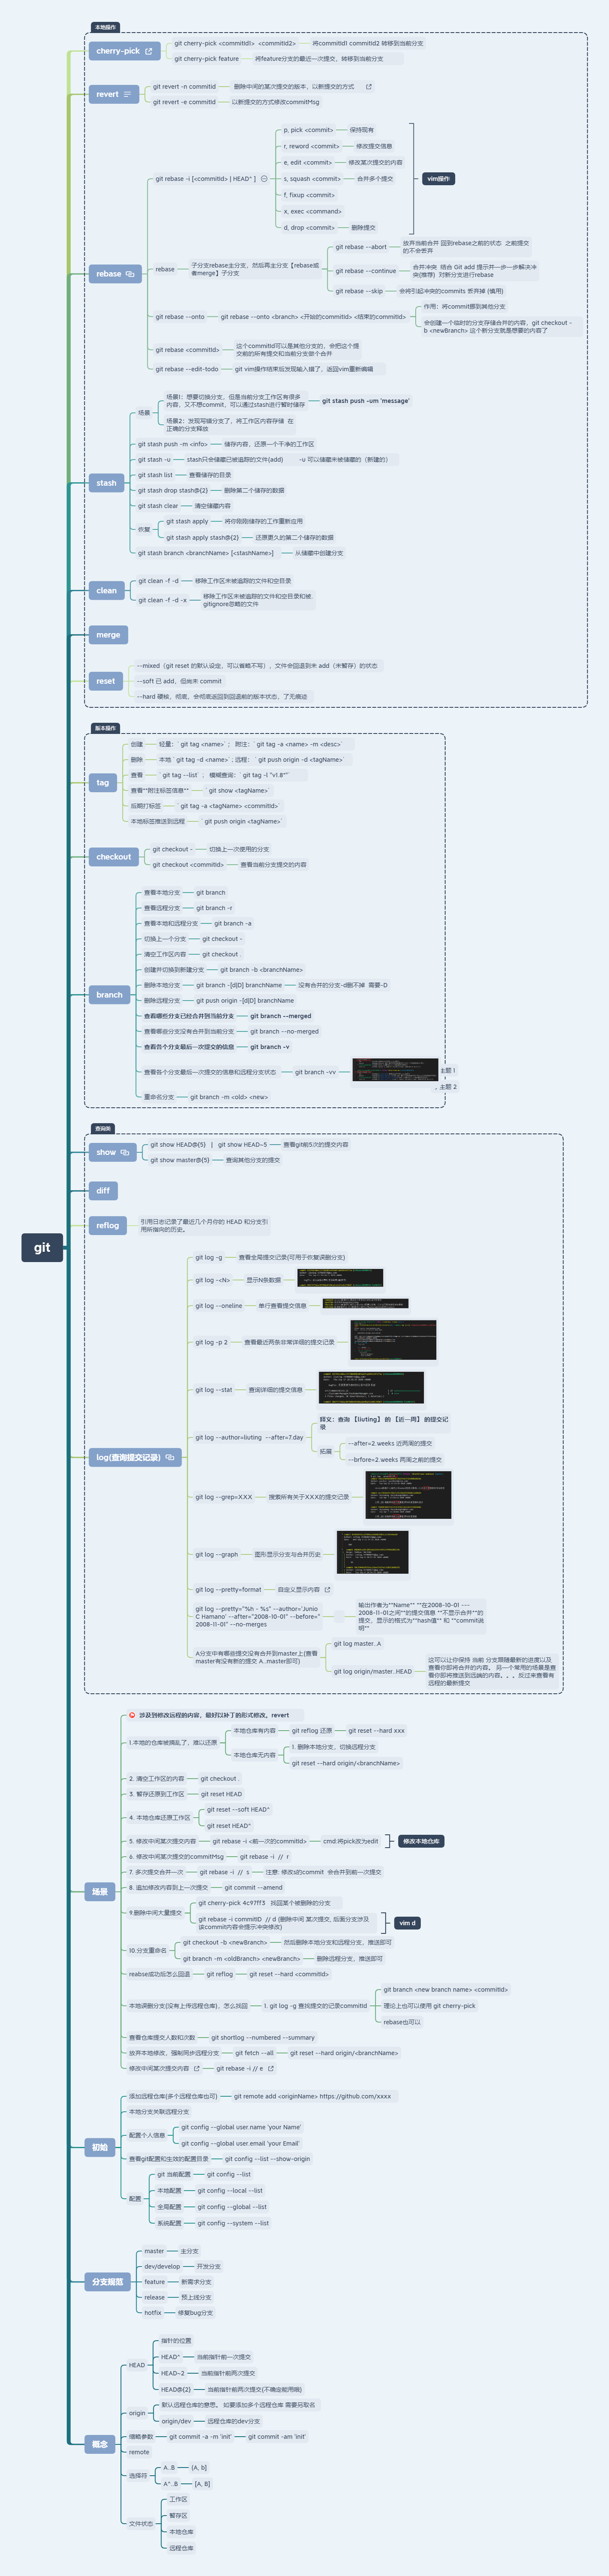 本地操作
cherry-pick
git cherry-pick <commitId1> <commitId2>
将commitId1 commitId2 转移到当前分支
git cherry-pick feature
将feature分支的最近一次提交，转移到当前分支
revert
git revert -n commitId
删除中间的某次提交的版本，以新提交的方式
git revert -e commitId
以新提交的方式修改commitMsg
rebase
git rebase -i [<commitId> | HEAD^ ]
p, pick <commit>
保持现有
r, reword <commit>
修改提交信息
e, edit <commit>
修改某次提交的内容
s, squash <commit>
合并多个提交
f, fixup <commit>
x, exec <command>
d, drop <commit>
删除提交
vim操作
rebase
子分支rebase主分支，然后再主分支【rebase或
者merge】子分支
git rebase --abort
放弃当前合并 回到rebase之前的状态 之前提交
的不会丢弃
git rebase --continue
合并冲突 结合 Git add 提示并一步一步解决冲
突(推荐) 对新分支进行rebase
git rebase --skip
会将引起冲突的commits 丢弃掉 (慎用)
git rebase --onto
git rebase --onto <branch> <开始的commitId> <结束的commitId>
作用：将commit挪到其他分支
会创建一个临时的分支存储合并的内容，git checkout -
b <newBranch> 这个新分支就是想要的内容了
git rebase <commitId>
这个commitId可以是其他分支的，会把这个提
交前的所有提交和当前分支做个合并
git rebase --edit-todo
git vim操作结束后发现输入错了，返回vim重新编辑
stash
场景
场景1：想要切换分支，但是当前分支工作区有很多
内容，又不想commit，可以通过stash进行暂时储存
git stash push -um 'message'
场景2：发现写错分支了，将工作区内容存储 在
正确的分支释放
git stash push -m <info>
储存内容，还原一个干净的工作区
git stash -u
stash只会储藏已被追踪的文件(add)
-u 可以储藏未被储藏的（新建的）
git stash list
查看储存的目录
git stash drop stash@{2}
删除第二个储存的数据
git stash clear
清空储藏内容
恢复
git stash apply
将你刚刚储存的工作重新应用
git stash apply stash@{2}
还原更久的第二个储存的数据
git stash branch <branchName> [<stashName>]
从储藏中创建分支
clean
git clean -f -d
移除工作区未被追踪的文件和空目录
git clean -f -d -x
移除工作区未被追踪的文件和空目录和被
gitignore忽略的文件
merge
reset
--mixed（git reset 的默认设定，可以省略不写），文件会回退到未 add（未暂存）的状态
--soft 已 add，但尚未 commit
--hard 硬核，彻底，会彻底返回到回退前的版本状态，了无痕迹
版本操作
tag
创建
轻量：`git tag <name>`； 附注：`git tag -a <name> -m <desc>`
删除
本地 `git tag -d <name>`；远程： `git push origin -d <tagName>`
查看
`git tag --list` ；模糊查询：`git tag -l "v1.8*"`
查看**附注标签信息**
`git show <tagName>`
后期打标签
`git tag -a <tagName> <commitId>`
本地标签推送到远程
`git push origin <tagName>`
checkout
git checkout -
切换上一次使用的分支
git checkout <commitId>
查看当前分支提交的内容
branch
查看本地分支
git branch
查看远程分支
git branch -r
查看本地和远程分支
git branch -a
切换上一个分支
git checkout -
清空工作区内容
git checkout .
创建并切换到新建分支
git branch -b <branchName>
删除本地分支
git branch -[d|D] branchName
没有合并的分支-d删不掉 需要-D
删除远程分支
git push origin -[d|D] branchName
查看哪些分支已经合并到当前分支
git branch --merged
查看哪些分支没有合并到当前分支
git branch --no-merged
查看各个分支最后一次提交的信息
git branch -v
查看各个分支最后一次提交的信息和远程分支状态
git branch -vv
主题 1
主题 2
重命名分支
git branch -m <old> <new>
查询类
show
git show HEAD@{5} | git show HEAD~5
查看git前5次的提交内容
git show master@{5}
查询其他分支的提交
diff
reflog
引用日志记录了最近几个月你的 HEAD 和分支引
用所指向的历史。
git
log(查询提交记录)
git log -g
查看全局提交记录(可用于恢复误删分支)
git log -<N>
显示N条数据
git log --oneline
单行查看提交信息
git log -p 2
查看最近两条非常详细的提交记录
git log --stat
查询详细的提交信息
git log --author=liuting --after=7.day
释义：查询 【liuting】 的 【近一周】 的提交记
录
拓展
--after=2.weeks 近两周的提交
--brfore=2.weeks 两周之前的提交
git log --grep=XXX
搜索所有关于XXX的提交记录
git log --graph
图形显示分支与合并历史
git log --pretty=format
自定义显示内容
git log --pretty="%h - %s" --author='Junio
C Hamano' --after="2008-10-01" --before="
2008-11-01" --no-merges
输出作者为**Name** **在2008-10-01 ---
2008-11-01之间**的提交信息 **不显示合并**的
提交，显示的格式为**hash值** 和 **commit说
明**
A分支中有哪些提交没有合并到master上(查看
master有没有新的提交 A..master即可)
git log master..A
git log origin/master..HEAD
这可以让你保持 当前 分支跟随最新的进度以及
查看你即将合并的内容。 另一个常用的场景是查
看你即将推送到远端的内容。。。反过来查看有
远程的最新提交
场景
涉及到修改远程的内容，最好以补丁的形式修改。revert
1.本地的仓库被搞乱了，难以还原
本地仓库有内容
git reflog 还原
git reset --hard xxx
本地仓库无内容
1. 删除本地分支，切换远程分支
git reset --hard origin/<branchName>
2. 清空工作区的内容
git checkout .
3. 暂存还原到工作区
git reset HEAD
4. 本地仓库还原工作区
git reset --soft HEAD^
git reset HEAD^
5. 修改中间某次提交内容
git rebase -i <前一次的commitId>
cmd:将pick改为edit
修改本地仓库
6. 修改中间某次提交的commitMsg
git rebase -i // r
7. 多次提交合并一次
git rebase -i // s
注意: 修改s的commit 会合并到前一次提交
8. 追加修改内容到上一次提交
git commit --amend
9.删除中间大量提交
git cherry-pick 4c97ff3 找回某个被删除的分支
git rebase -i commitID // d (删除中间 某次提交, 后面分支涉及
该commit内容会提示冲突修改)
vim d
10.分支重命名
git checkout -b <newBranch>
然后删除本地分支和远程分支，推送即可
git branch -m <oldBranch> <newBranch>
删除远程分支，推送即可
reabse成功后怎么回退
git reflog
git reset --hard <commitId>
本地误删分支(没有上传远程仓库)，怎么找回
1. git log -g 查找提交的记录commitId
git branch <new branch name> <commitId>
理论上也可以使用 git cherry-pick
rebase也可以
查看仓库提交人数和次数
git shortlog --numbered --summary
放弃本地修改，强制同步远程分支
git fetch --all
git reset --hard origin/<branchName>
修改中间某次提交内容
git rebase -i // e
初始
添加远程仓库(多个远程仓库也可)
git remote add <originName> https://github.com/xxxx
本地分支关联远程分支
配置个人信息
git config --global user.name 'your Name'
git config --global user.email 'your Email'
查看git配置和生效的配置目录
git config --list --show-origin
配置
git 当前配置
git config --list
本地配置
git config --local --list
全局配置
git config --global --list
系统配置
git config --system --list
分支规范
master
主分支
dev/develop
开发分支
feature
新需求分支
release
预上线分支
hotfix
修复bug分支
概念
HEAD
指针的位置
HEAD^
当前指针前一次提交
HEAD~2
当前指针前两次提交
HEAD@{2}
当前指针前两次提交(不确定能用哦)
origin
默认远程仓库的意思。 如要添加多个远程仓库 需要另取名
origin/dev
远程仓库的dev分支
缩略参数
git commit -a -m 'init'
git commit -am 'init'
remote
选择符
A..B
(A, b]
A^..B
[A, B]
文件状态
工作区
暂存区
本地仓库
远程仓库